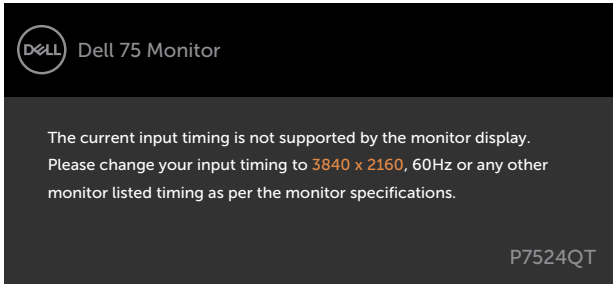 DELL
Dell 75 Monitor
The current input timing is not supported by the monitor display.
Please change your input timing to 3840 x 2160, 60Hz or any other
monitor listed timing as per the monitor specifications.
P7524QT